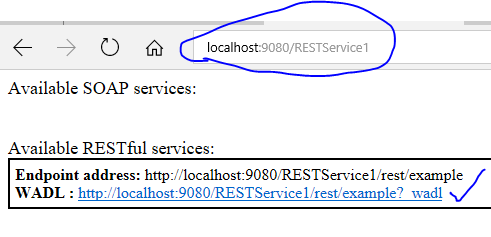 localhost:9080/RESTService1
Available SOAP services:
Available RESTful services:
Endpoint address: http://localhost:9080/RESTService1/rest/example
WADL : http://localhost:9080/RESTService1/rest/example?_wadl